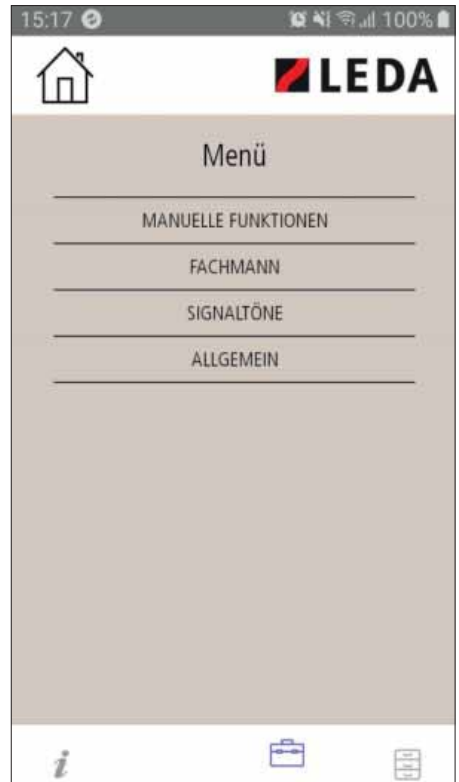 15:17 100%
LEDA
Menü
MANUELLE FUNKTIONEN
FACHMANN
SIGNALTÖNE
ALLGEMEIN
i